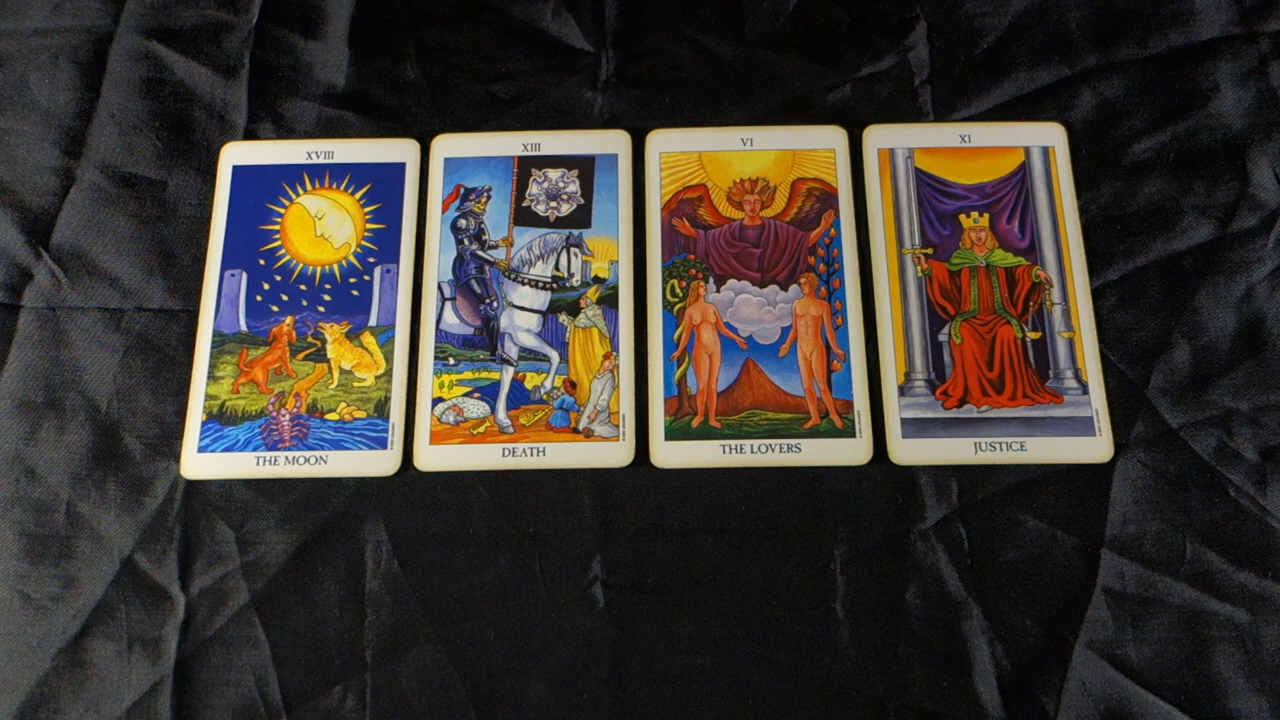 XVIII
THE MOON
XIII
DEATH
VI
THE LOVERS
XI
JUSTICE